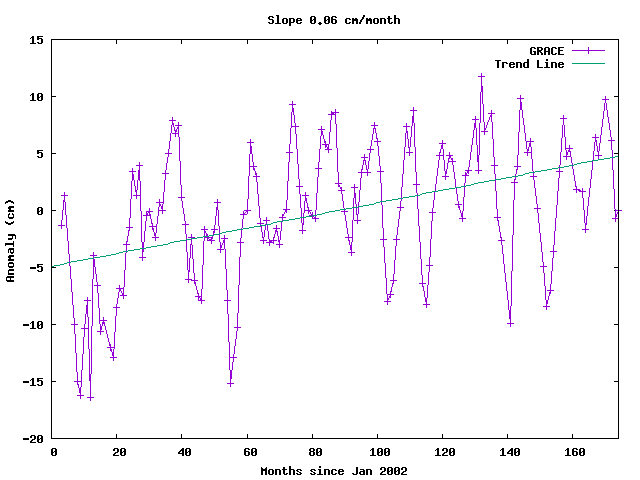 Slope 0.06 cm/month
GRACE
Trend Line
15
10
5
0
-5
-10
-15
-20
Anomaly (cm)
0 20 40 60 80 100 120 140 160
Months since Jan 2002